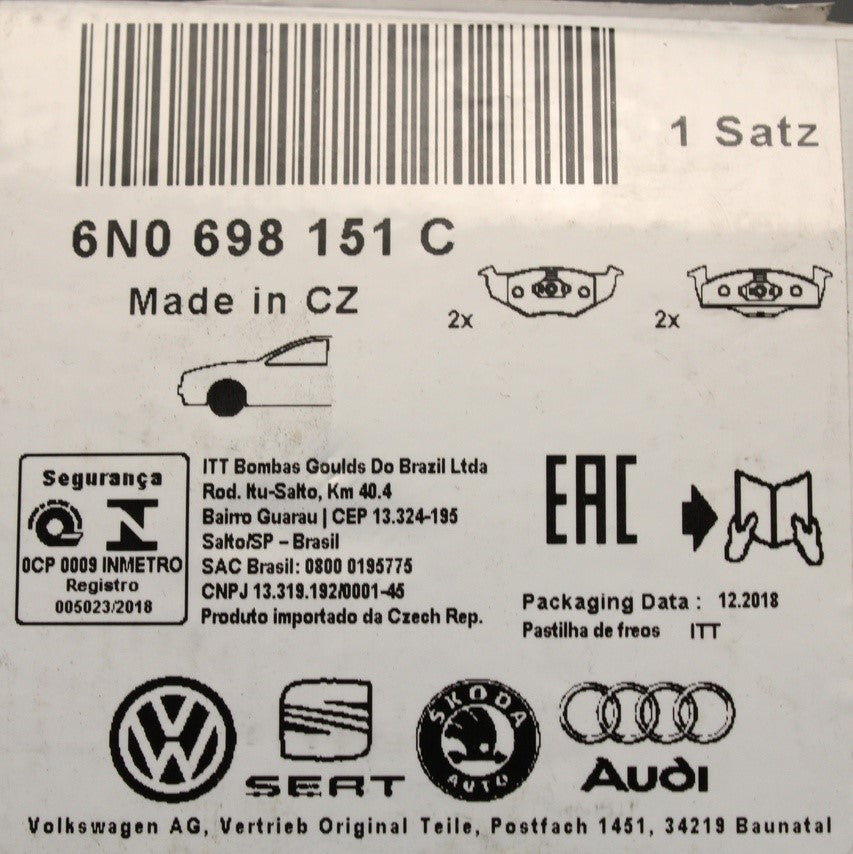 1 Satz
6N0 698 151 C
Made in CZ
2x
2x
Segurança
OCP 0009 INMETRO
Registro
005023/2018
ITT Bombas Goulds Do Brazil Ltda
Rod. Itu-Salto, Km 40.4
Bairro Guarau | CEP 13.324-195
Salto/SP – Brasil
SAC Brasil: 0800 0195775
CNPJ 13.319.192/0001-45
Produto importado da Czech Rep.
EAC
Packaging Data : 12.2018
Pastilha de freos ITT
VW
SEAT
SKODA
AUTO
Audi
Volkswagen AG, Vertrieb Original Teile, Postfach 1451, 34219 Baunatal